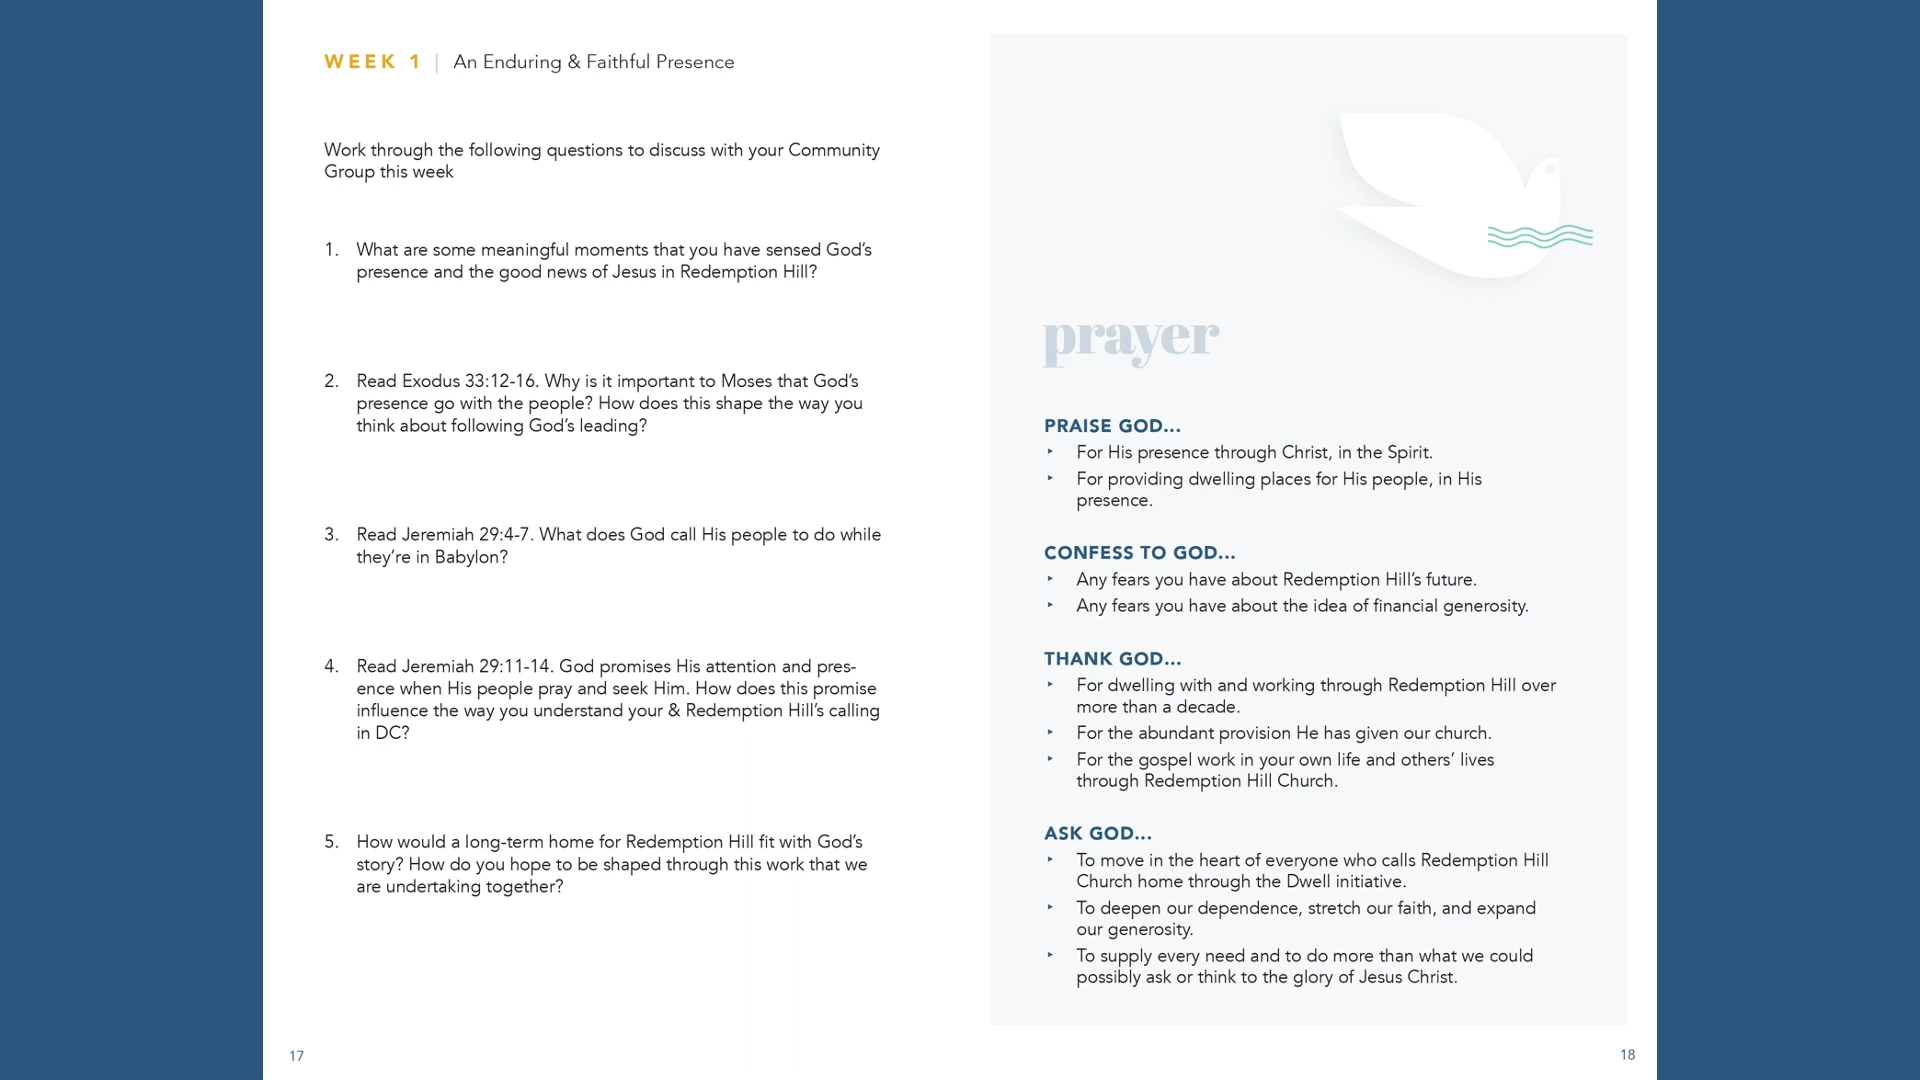 WEEK 1 | An Enduring & Faithful Presence
Work through the following questions to discuss with your Community
Group this week
1. What are some meaningful moments that you have sensed God’s
presence and the good news of Jesus in Redemption Hill?
2. Read Exodus 33:12-16. Why is it important to Moses that God’s
presence go with the people? How does this shape the way you
think about following God’s leading?
3. Read Jeremiah 29:4-7. What does God call His people to do while
they’re in Babylon?
4. Read Jeremiah 29:11-14. God promises His attention and pres-
ence when His people pray and seek Him. How does this promise
influence the way you understand your & Redemption Hill’s calling
in DC?
5. How would a long-term home for Redemption Hill fit with God’s
story? How do you hope to be shaped through this work that we
are undertaking together?
17
prayer
PRAISE GOD...
‣ For His presence through Christ, in the Spirit.
‣ For providing dwelling places for His people, in His
presence.
CONFESS TO GOD...
‣ Any fears you have about Redemption Hill’s future.
‣ Any fears you have about the idea of financial generosity.
THANK GOD...
‣ For dwelling with and working through Redemption Hill over
more than a decade.
‣ For the abundant provision He has given our church.
‣ For the gospel work in your own life and others’ lives
through Redemption Hill Church.
ASK GOD...
‣ To move in the heart of everyone who calls Redemption Hill
Church home through the Dwell initiative.
‣ To deepen our dependence, stretch our faith, and expand
our generosity.
‣ To supply every need and to do more than what we could
possibly ask or think to the glory of Jesus Christ.
18